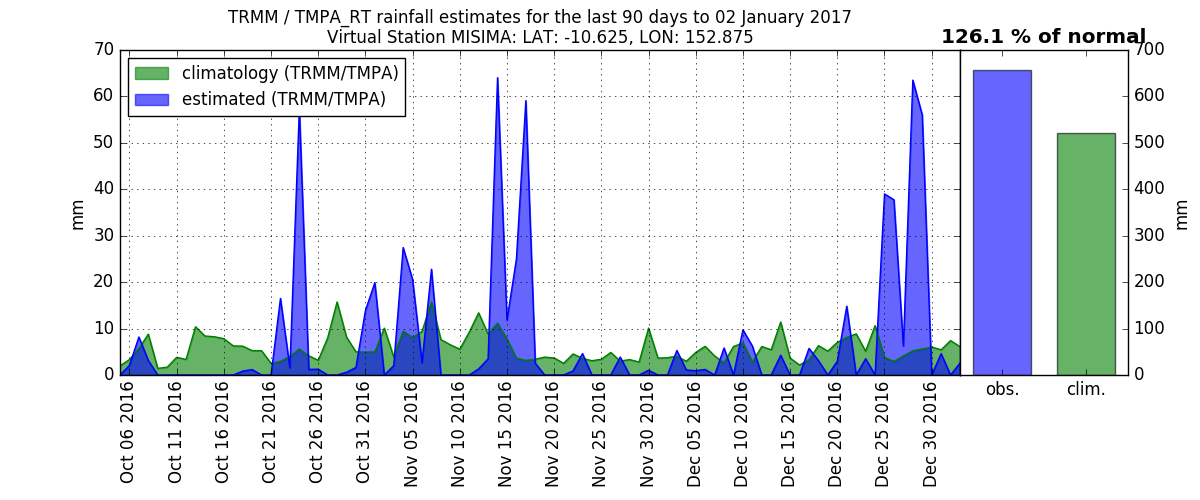 TRMM / TMPA_RT rainfall estimates for the last 90 days to 02 January 2017
Virtual Station MISIMA: LAT: -10.625, LON: 152.875
126.1 % of normal
climatology (TRMM/TMPA)
estimated (TRMM/TMPA)
mm
70
60
50
40
30
20
10
0
Oct 06 2016
Oct 11 2016
Oct 16 2016
Oct 21 2016
Oct 26 2016
Oct 31 2016
Nov 05 2016
Nov 10 2016
Nov 15 2016
Nov 20 2016
Nov 25 2016
Nov 30 2016
Dec 05 2016
Dec 10 2016
Dec 15 2016
Dec 20 2016
Dec 25 2016
Dec 30 2016
obs.
clim.
700
600
500
400
300
200
100
0
mm